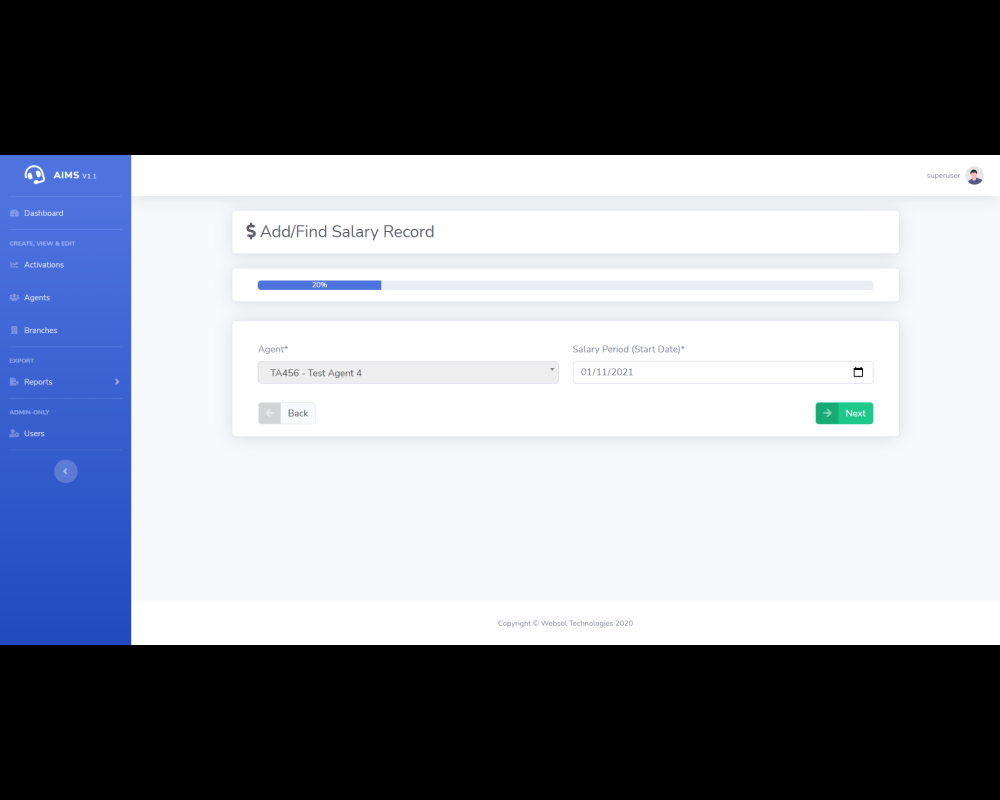 AIMS V1.1
superuser
Dashboard
CREATE, VIEW & EDIT
Activations
Agents
Branches
EXPORT
Reports
ADMIN-ONLY
Users
$ Add/Find Salary Record
20%
Agent*
TA456 - Test Agent 4
Salary Period (Start Date)*
01/11/2021
Back
Next
Copyright © Websol Technologies 2020